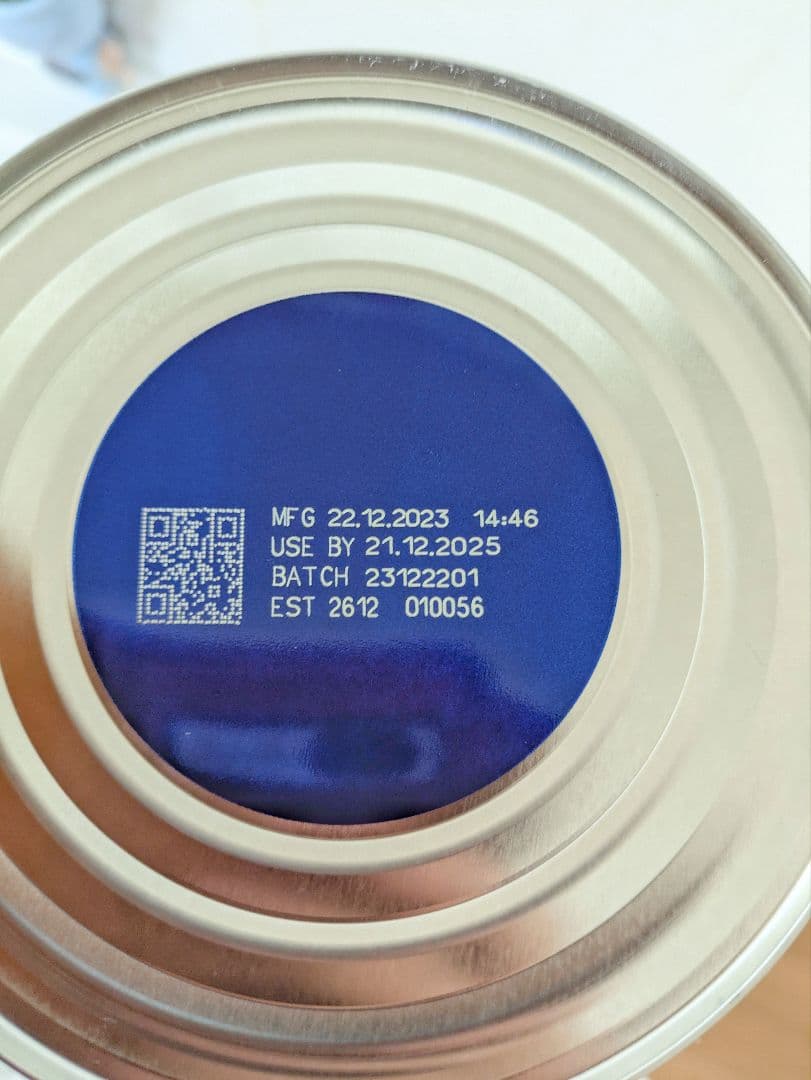 MFG 22.12.2023 14:46
USE BY 21.12.2025
BATCH 23122201
EST 2612 010056